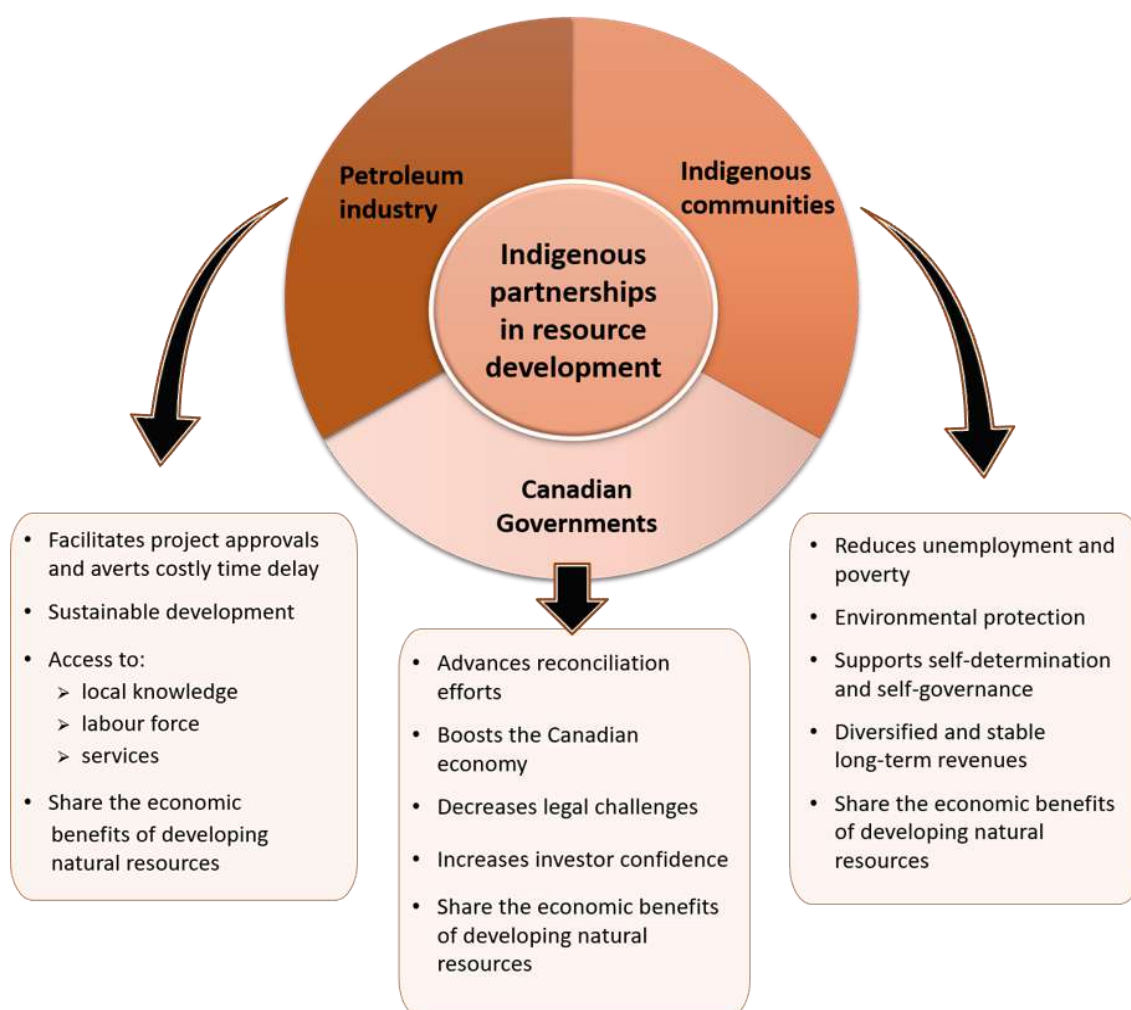 Petroleum
industry
Indigenous
communities
Indigenous
partnerships
in resource
development
Canadian
Governments
• Facilitates project approvals
and averts costly time delay
• Sustainable development
• Access to:
➢ local knowledge
➢ labour force
➢ services
• Share the economic
benefits of developing
natural resources
• Advances reconciliation
efforts
• Boosts the Canadian
economy
• Decreases legal challenges
• Increases investor confidence
• Share the economic benefits
of developing natural
resources
• Reduces unemployment and
poverty
• Environmental protection
• Supports self-determination
and self-governance
• Diversified and stable
long-term revenues
• Share the economic benefits
of developing natural
resources